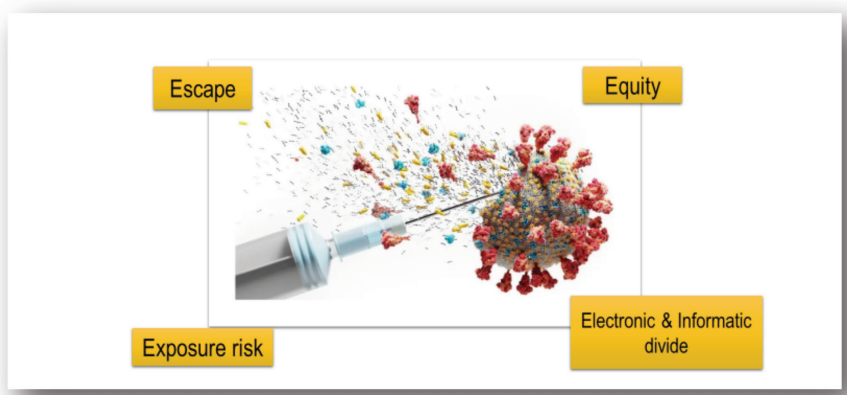 Escape
Equity
Exposure risk
Electronic & Informatic
divide